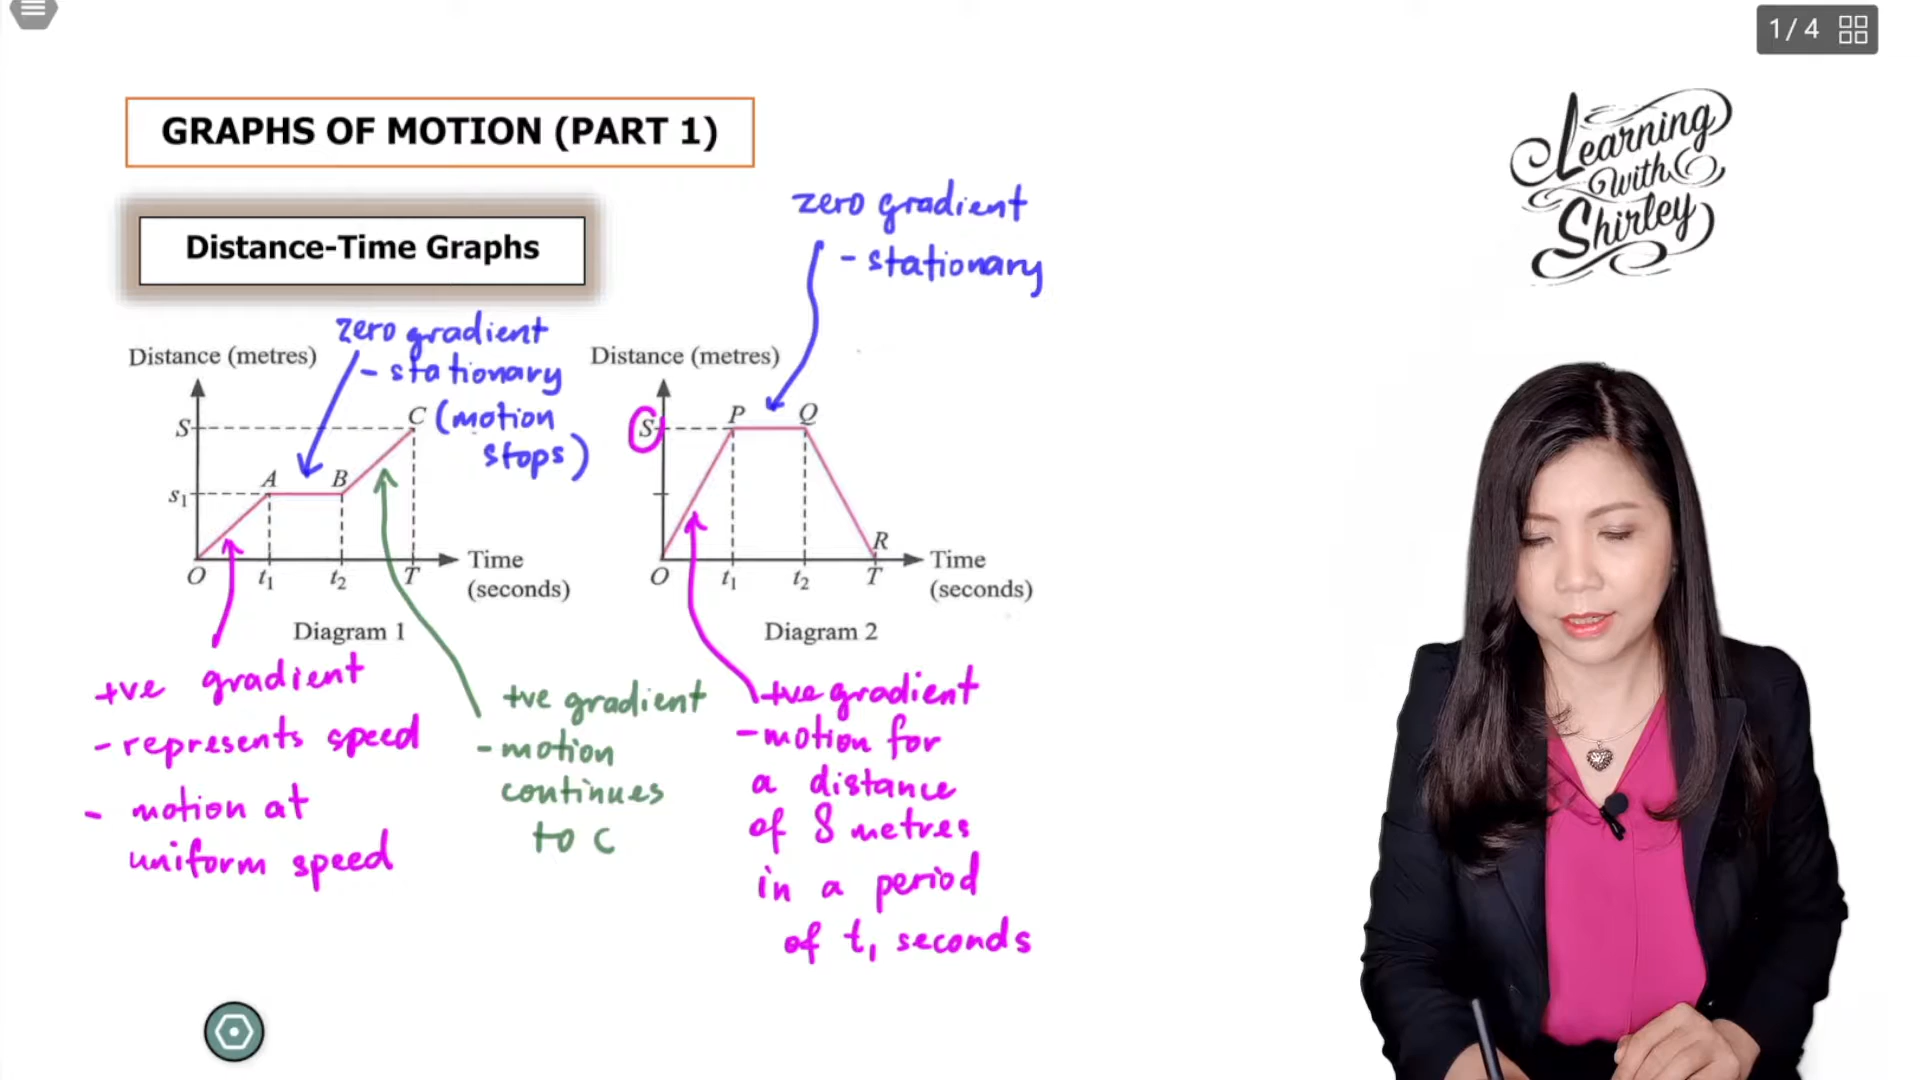 1/ 4
GRAPHS OF MOTION (PART 1)
Learning
with
Shirley
Distance-Time Graphs
zero gradient
- stationary
zero gradient
- stationary
(motion
stops)
Distance (metres)
S
C
s1
A
B
O
t1
t2
T
Time
(seconds)
Diagram 1
Distance (metres)
S
P
Q
R
O
t1
t2
T
Time
(seconds)
Diagram 2
+ve gradient
- represents speed
- motion at
uniform speed
+ve gradient
- motion
continues
to C
+ve gradient
- motion for
a distance
of S metres
in a period
of t1 seconds